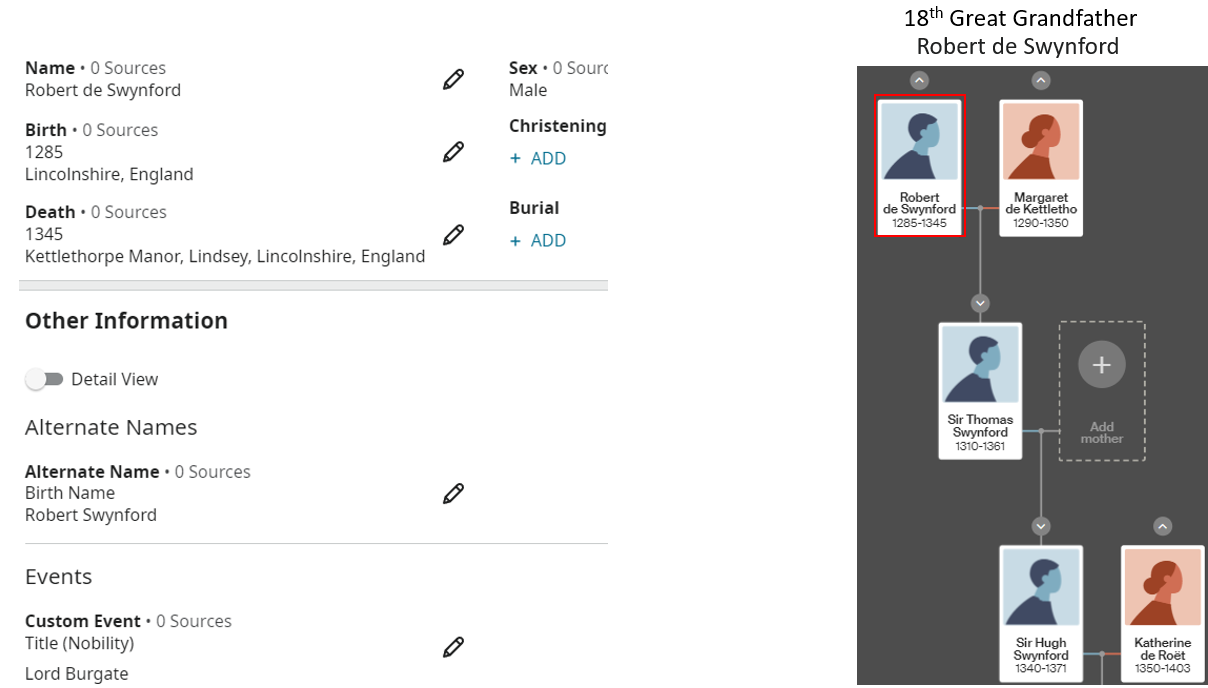 18th Great Grandfather
Robert de Swynford
Name • 0 Sources
Robert de Swynford
Sex • 0 Sourc
Male
Birth • 0 Sources
1285
Lincolnshire, England
Christening
+ ADD
Death • 0 Sources
1345
Kettlethorpe Manor, Lindsey, Lincolnshire, England
Burial
+ ADD
Other Information
Detail View
Alternate Names
Alternate Name • 0 Sources
Birth Name
Robert Swynford
Events
Custom Event • 0 Sources
Title (Nobility)
Lord Burgate
Robert
de Swynford
1285-1345
Margaret
de Kettletho
1290-1350
Sir Thomas
Swynford
1310-1361
Add
mother
Sir Hugh
Swynford
1340-1371
Katherine
de Roët
1350-1403